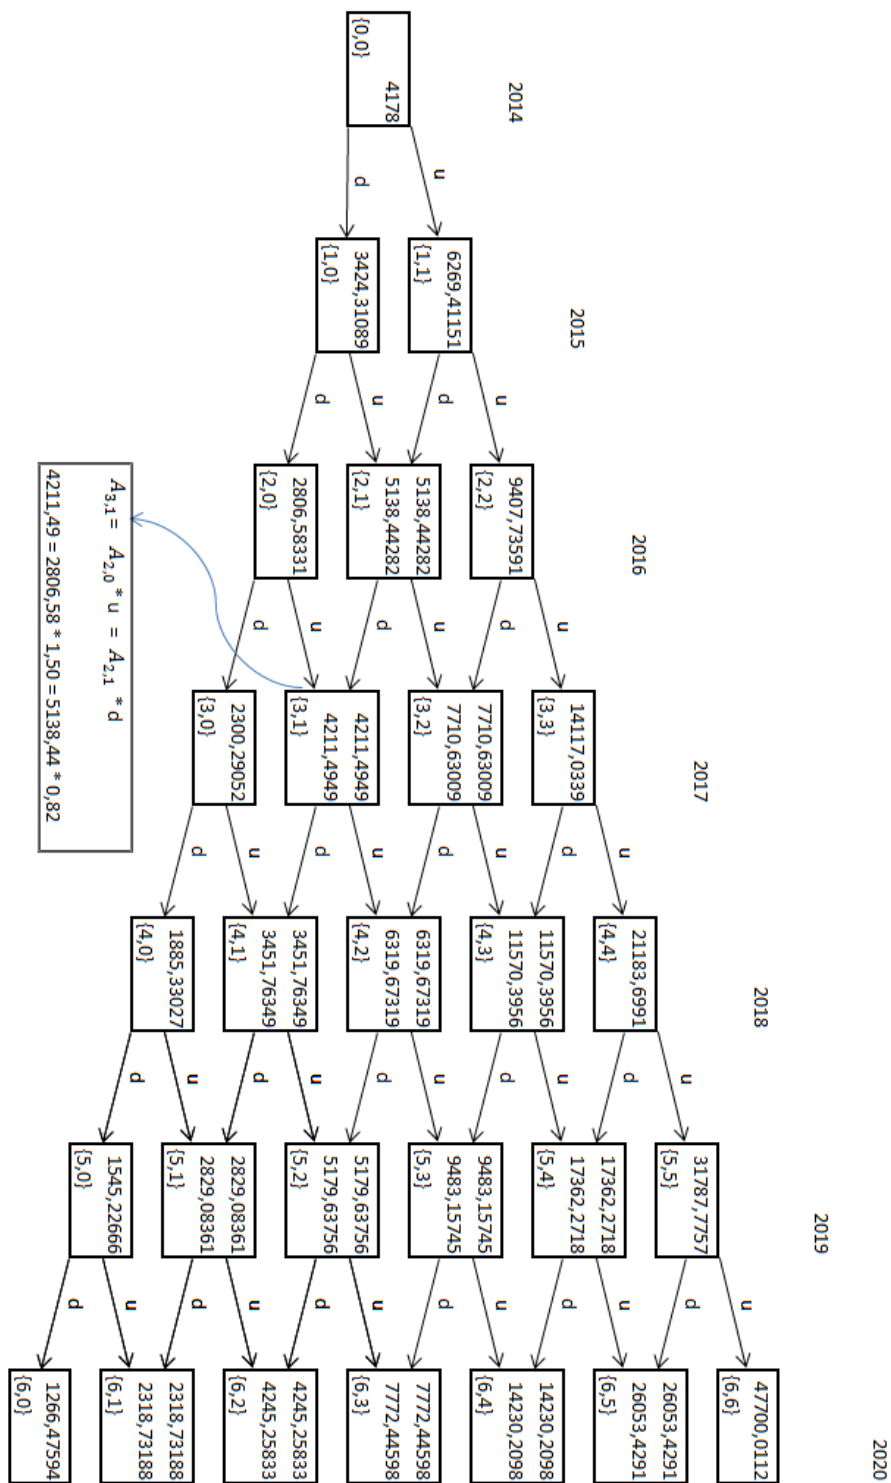 2014
4178
{0,0}
u
d
2015
6269,41151
{1,1}
3424,31089
{1,0}
u
d
u
d
2016
9407,73591
{2,2}
5138,44282
5138,44282
{2,1}
2806,58331
{2,0}
u
d
u
d
u
d
2017
14117,0339
{3,3}
7710,63009
7710,63009
{3,2}
4211,4949
4211,4949
{3,1}
2300,29052
{3,0}
u
d
u
d
u
d
u
d
2018
21183,6991
{4,4}
11570,3956
11570,3956
{4,3}
6319,67319
6319,67319
{4,2}
3451,76349
3451,76349
{4,1}
1885,33027
{4,0}
u
d
u
d
u
d
u
d
u
d
2019
31787,7757
{5,5}
17362,2718
17362,2718
{5,4}
9483,15745
9483,15745
{5,3}
5179,63756
5179,63756
{5,2}
2829,08361
2829,08361
{5,1}
1545,22666
{5,0}
u
d
u
d
u
d
u
d
u
d
u
d
2020
47700,0112
{6,6}
26053,4291
26053,4291
{6,5}
14230,2098
14230,2098
{6,4}
7772,44598
7772,44598
{6,3}
4245,25833
4245,25833
{6,2}
2318,73188
2318,73188
{6,1}
1266,47594
{6,0}
A3,1 = A2,0 * u = A2,1 * d
4211,49 = 2806,58 * 1,50 = 5138,44 * 0,82